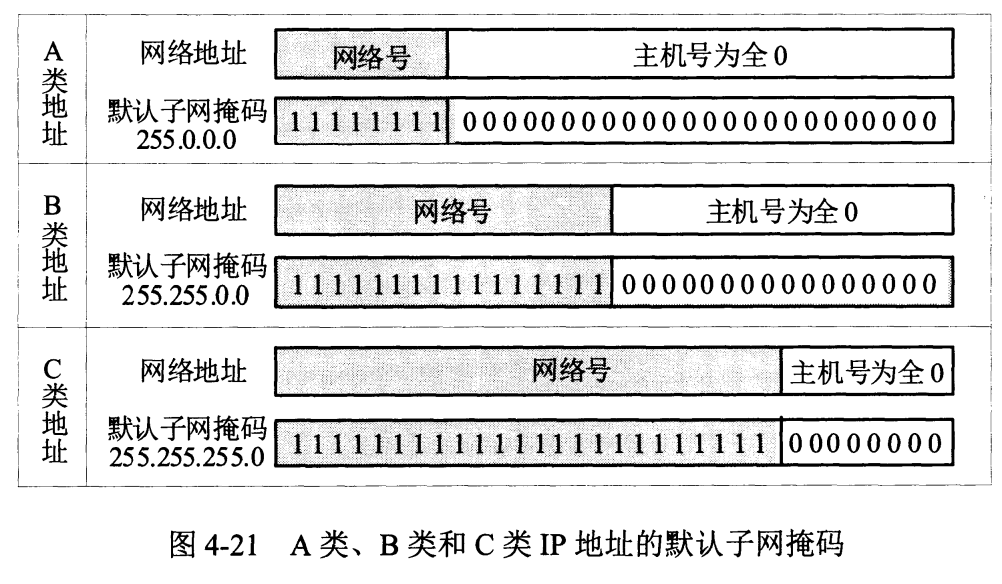 A类地址
网络地址
网络号 主机号为全 0
默认子网掩码
255.0.0.0
11111111 000000000000000000000000
B类地址
网络地址
网络号 主机号为全 0
默认子网掩码
255.255.0.0
1111111111111111 0000000000000000
C类地址
网络地址
网络号 主机号为全 0
默认子网掩码
255.255.255.0
111111111111111111111111 00000000
图 4-21 A 类、B 类和 C 类 IP 地址的默认子网掩码